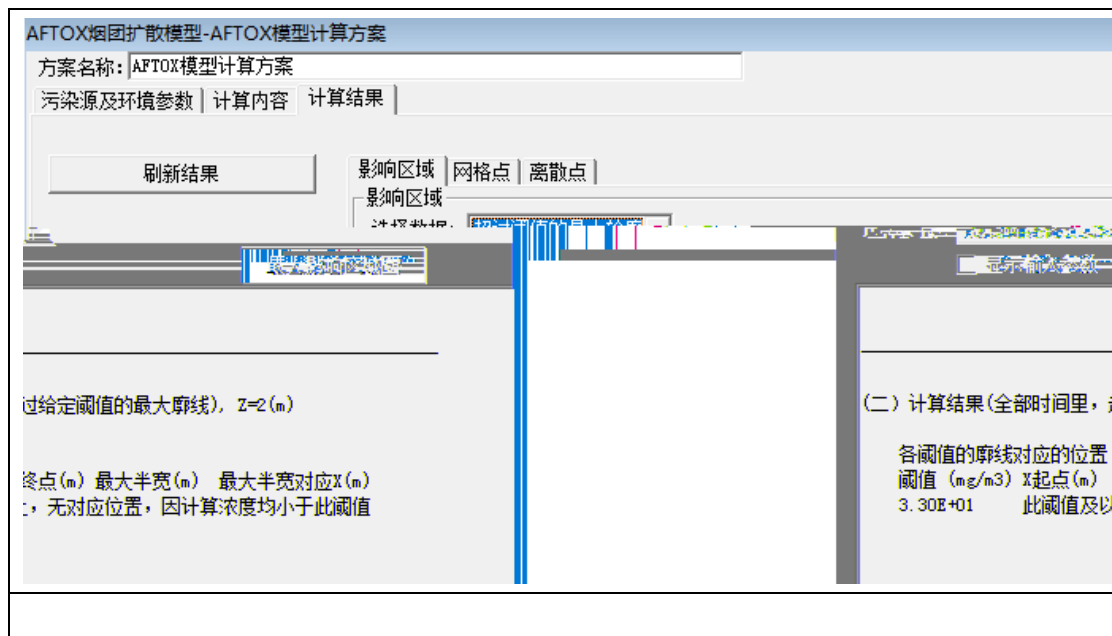 AFTOX烟团扩散模型-AFTOX模型计算方案
方案名称: AFTOX模型计算方案
污染源及环境参数 计算内容 计算结果
刷新结果
影响区域 网格点 离散点
影响区域
显示输入参数
过给定阈值的最大廓线), Z=2(m)
终点(m) 最大半宽(m) 最大半宽对应X(m)
,无对应位置,因计算浓度均小于此阈值
(二) 计算结果(全部时间里,
各阈值的廓线对应的位置
阈值 (mg/m3) X起点(m)
3.30E+01 此阈值及以